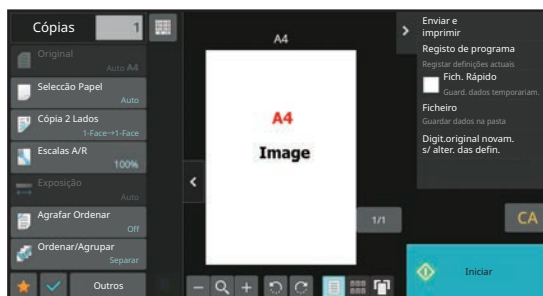 Cópias
1
Original
Auto A4
Selecção Papel
Auto
Cópia 2 Lados
1-Face→1-Face
Escalas A/R
100%
Exposição
Auto
Agrafar Ordenar
Off
Ordenar/Agrupar
Separar
Outros
A4
A4
Image
1/1
Enviar e
imprimir
Registo de programa
Registar definições actuais
Fich. Rápido
Guard. dados temporariam.
Ficheiro
Guardar dados na pasta
Digit.original novam.
s/ alter. das defin.
CA
Iniciar